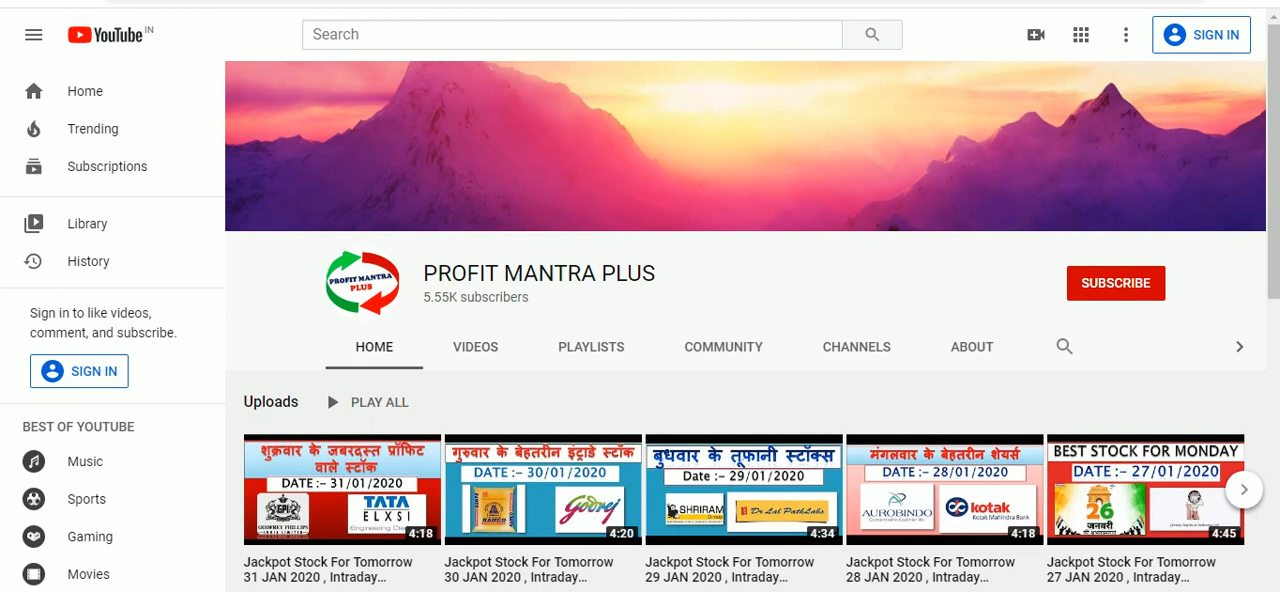 YouTube IN
Search
SIGN IN
Home
Trending
Subscriptions
Library
History
Sign in to like videos,
comment, and subscribe.
SIGN IN
BEST OF YOUTUBE
Music
Sports
Gaming
Movies
PROFIT MANTRA
PLUS
PROFIT MANTRA PLUS
5.55K subscribers
SUBSCRIBE
HOME VIDEOS PLAYLISTS COMMUNITY CHANNELS ABOUT
Uploads PLAY ALL
शुक्रवार के जबरदस्त प्रॉफिट
वाले स्टॉक
DATE :- 31/01/2020
GPI
GODFREY PHILLIPS
TATA ELXSI
4:18
Jackpot Stock For Tomorrow
31 JAN 2020 , Intraday...
गुरुवार के बेहतरीन इंट्राडे स्टॉक
DATE :- 30/01/2020
RAMCO
Godrej
4:20
Jackpot Stock For Tomorrow
30 JAN 2020 , Intraday...
बुधवार के तूफानी स्टॉक्स
DATE :- 29/01/2020
SHRIRAM
Dr Lal PathLabs
4:34
Jackpot Stock For Tomorrow
29 JAN 2020 , Intraday...
मंगलवार के बेहतरीन शेयर्स
DATE :- 28/01/2020
AUROBINDO
kotak
Kotak Mahindra Bank
4:18
Jackpot Stock For Tomorrow
28 JAN 2020 , Intraday...
BEST STOCK FOR MONDAY
DATE :- 27/01/2020
26
जनवरी
4:45
Jackpot Stock For Tomorrow
27 JAN 2020 , Intraday...